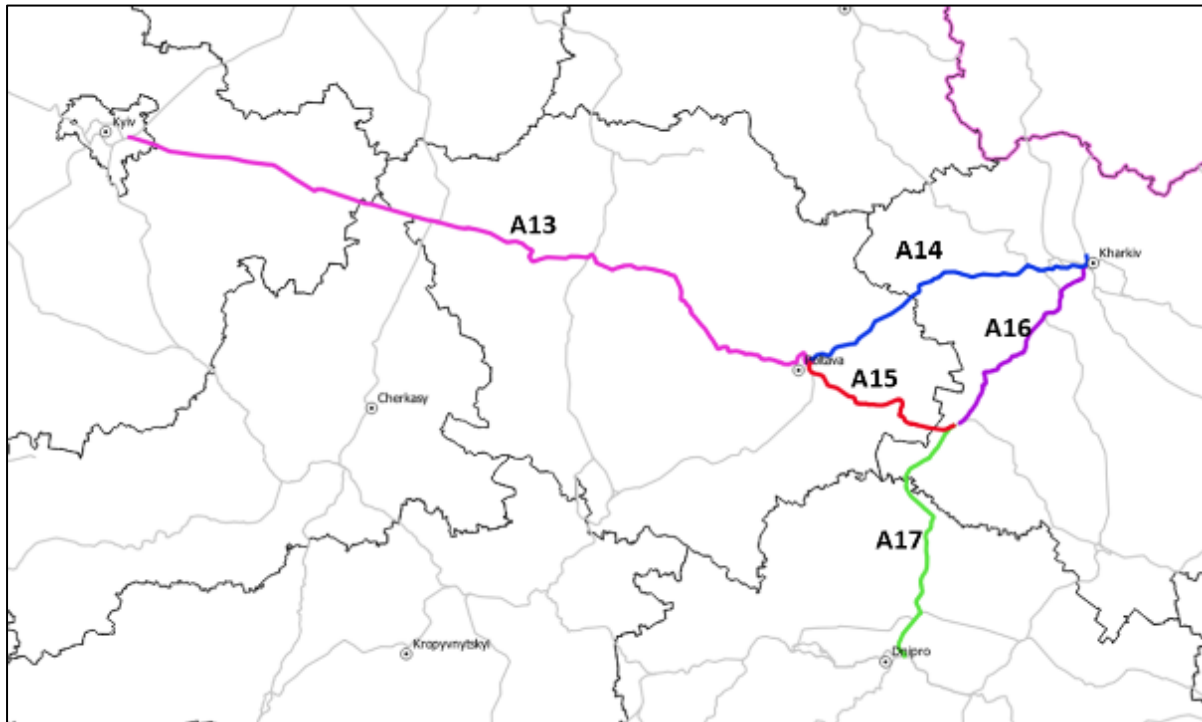 Kyiv
A13
A14
Kharkiv
A16
Poltava
A15
Cherkasy
A17
Kropyvnytskyi
Dnipro